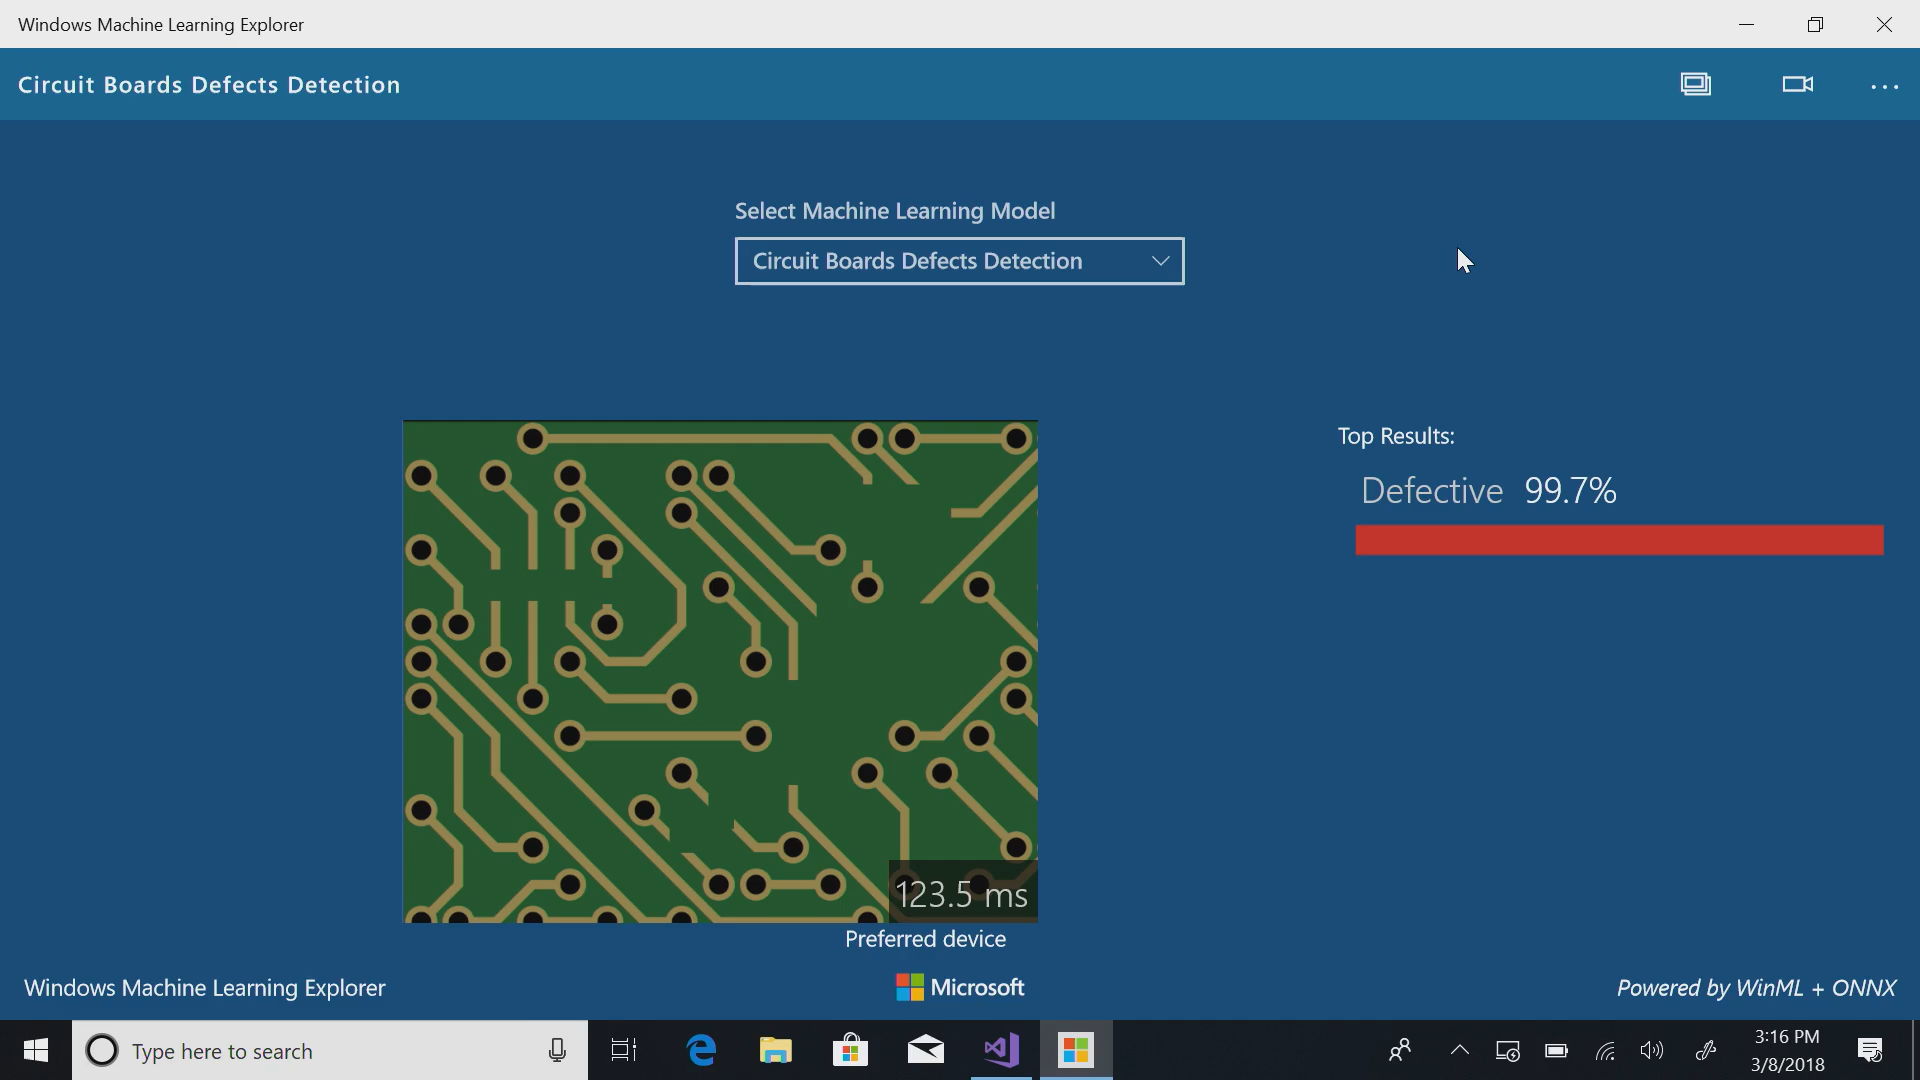 Windows Machine Learning Explorer
Circuit Boards Defects Detection
Select Machine Learning Model
Circuit Boards Defects Detection
Top Results:
Defective 99.7%
123.5 ms
Preferred device
Windows Machine Learning Explorer
Microsoft
Powered by WinML + ONNX
Type here to search
3:16 PM
3/8/2018